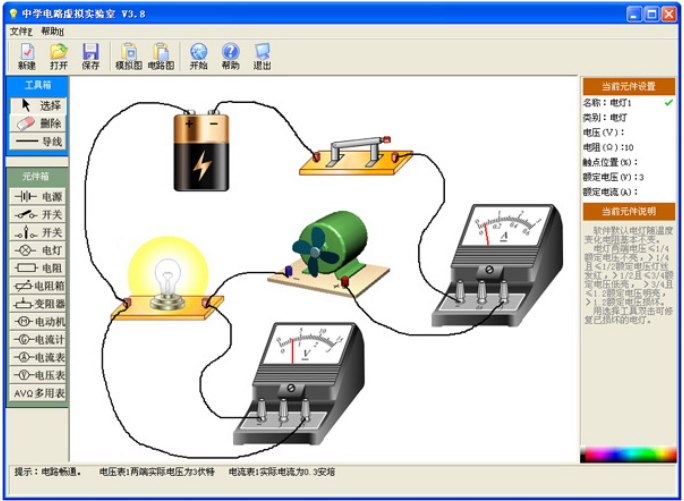 中学电路虚拟实验室 V3.8
文件F 帮助H
新建 打开 保存 模拟图 电路图 开始 帮助 退出
工具箱
选择
删除
导线
元件箱
电源
开关
开关
电灯
电阻
电阻箱
变阻器
电动机
电流计
电流表
电压表
AVΩ多用表
+ -
A
V
当前元件设置
名称：电灯1
类别：电灯
电压(V)：
电阻(Ω)：10
触点位置(%)：
额定电压(V)：3
额定电流(A)：
当前元件说明
软件默认电灯随温度
变化电阻基本不变。
电灯两端电压≤1/4
额定电压不亮，>1/4
且≤1/2额定电压灯丝
发红，>1/2且≤3/4额
定电压低亮，>3/4且
≤1.2额定电压明亮，
>1.2额定电压损坏。
用选择工具双击可修
复已损坏的电灯。
提示：电路畅通。 电压表1两端实际电压为3伏特 电流表1实际电流为0.3安培